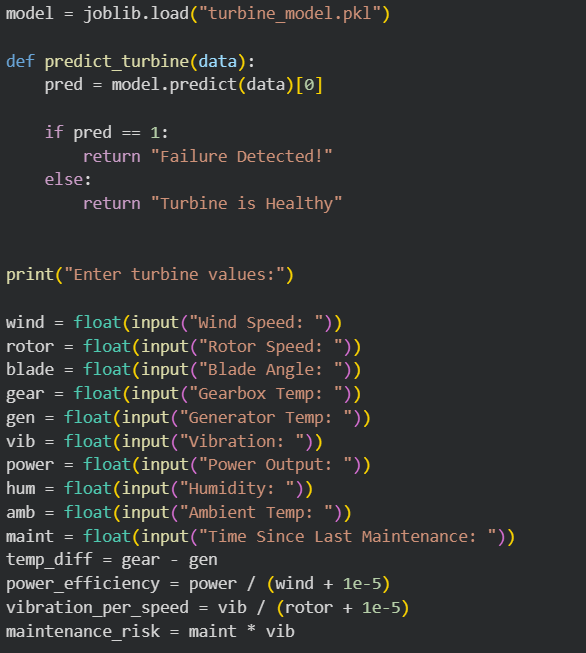 model = joblib.load("turbine_model.pkl")
def predict_turbine(data):
    pred = model.predict(data)[0]
    if pred == 1:
        return "Failure Detected!"
    else:
        return "Turbine is Healthy"
print("Enter turbine values:")
wind = float(input("Wind Speed: "))
rotor = float(input("Rotor Speed: "))
blade = float(input("Blade Angle: "))
gear = float(input("Gearbox Temp: "))
gen = float(input("Generator Temp: "))
vib = float(input("Vibration: "))
power = float(input("Power Output: "))
hum = float(input("Humidity: "))
amb = float(input("Ambient Temp: "))
maint = float(input("Time Since Last Maintenance: "))
temp_diff = gear - gen
power_efficiency = power / (wind + 1e-5)
vibration_per_speed = vib / (rotor + 1e-5)
maintenance_risk = maint * vib